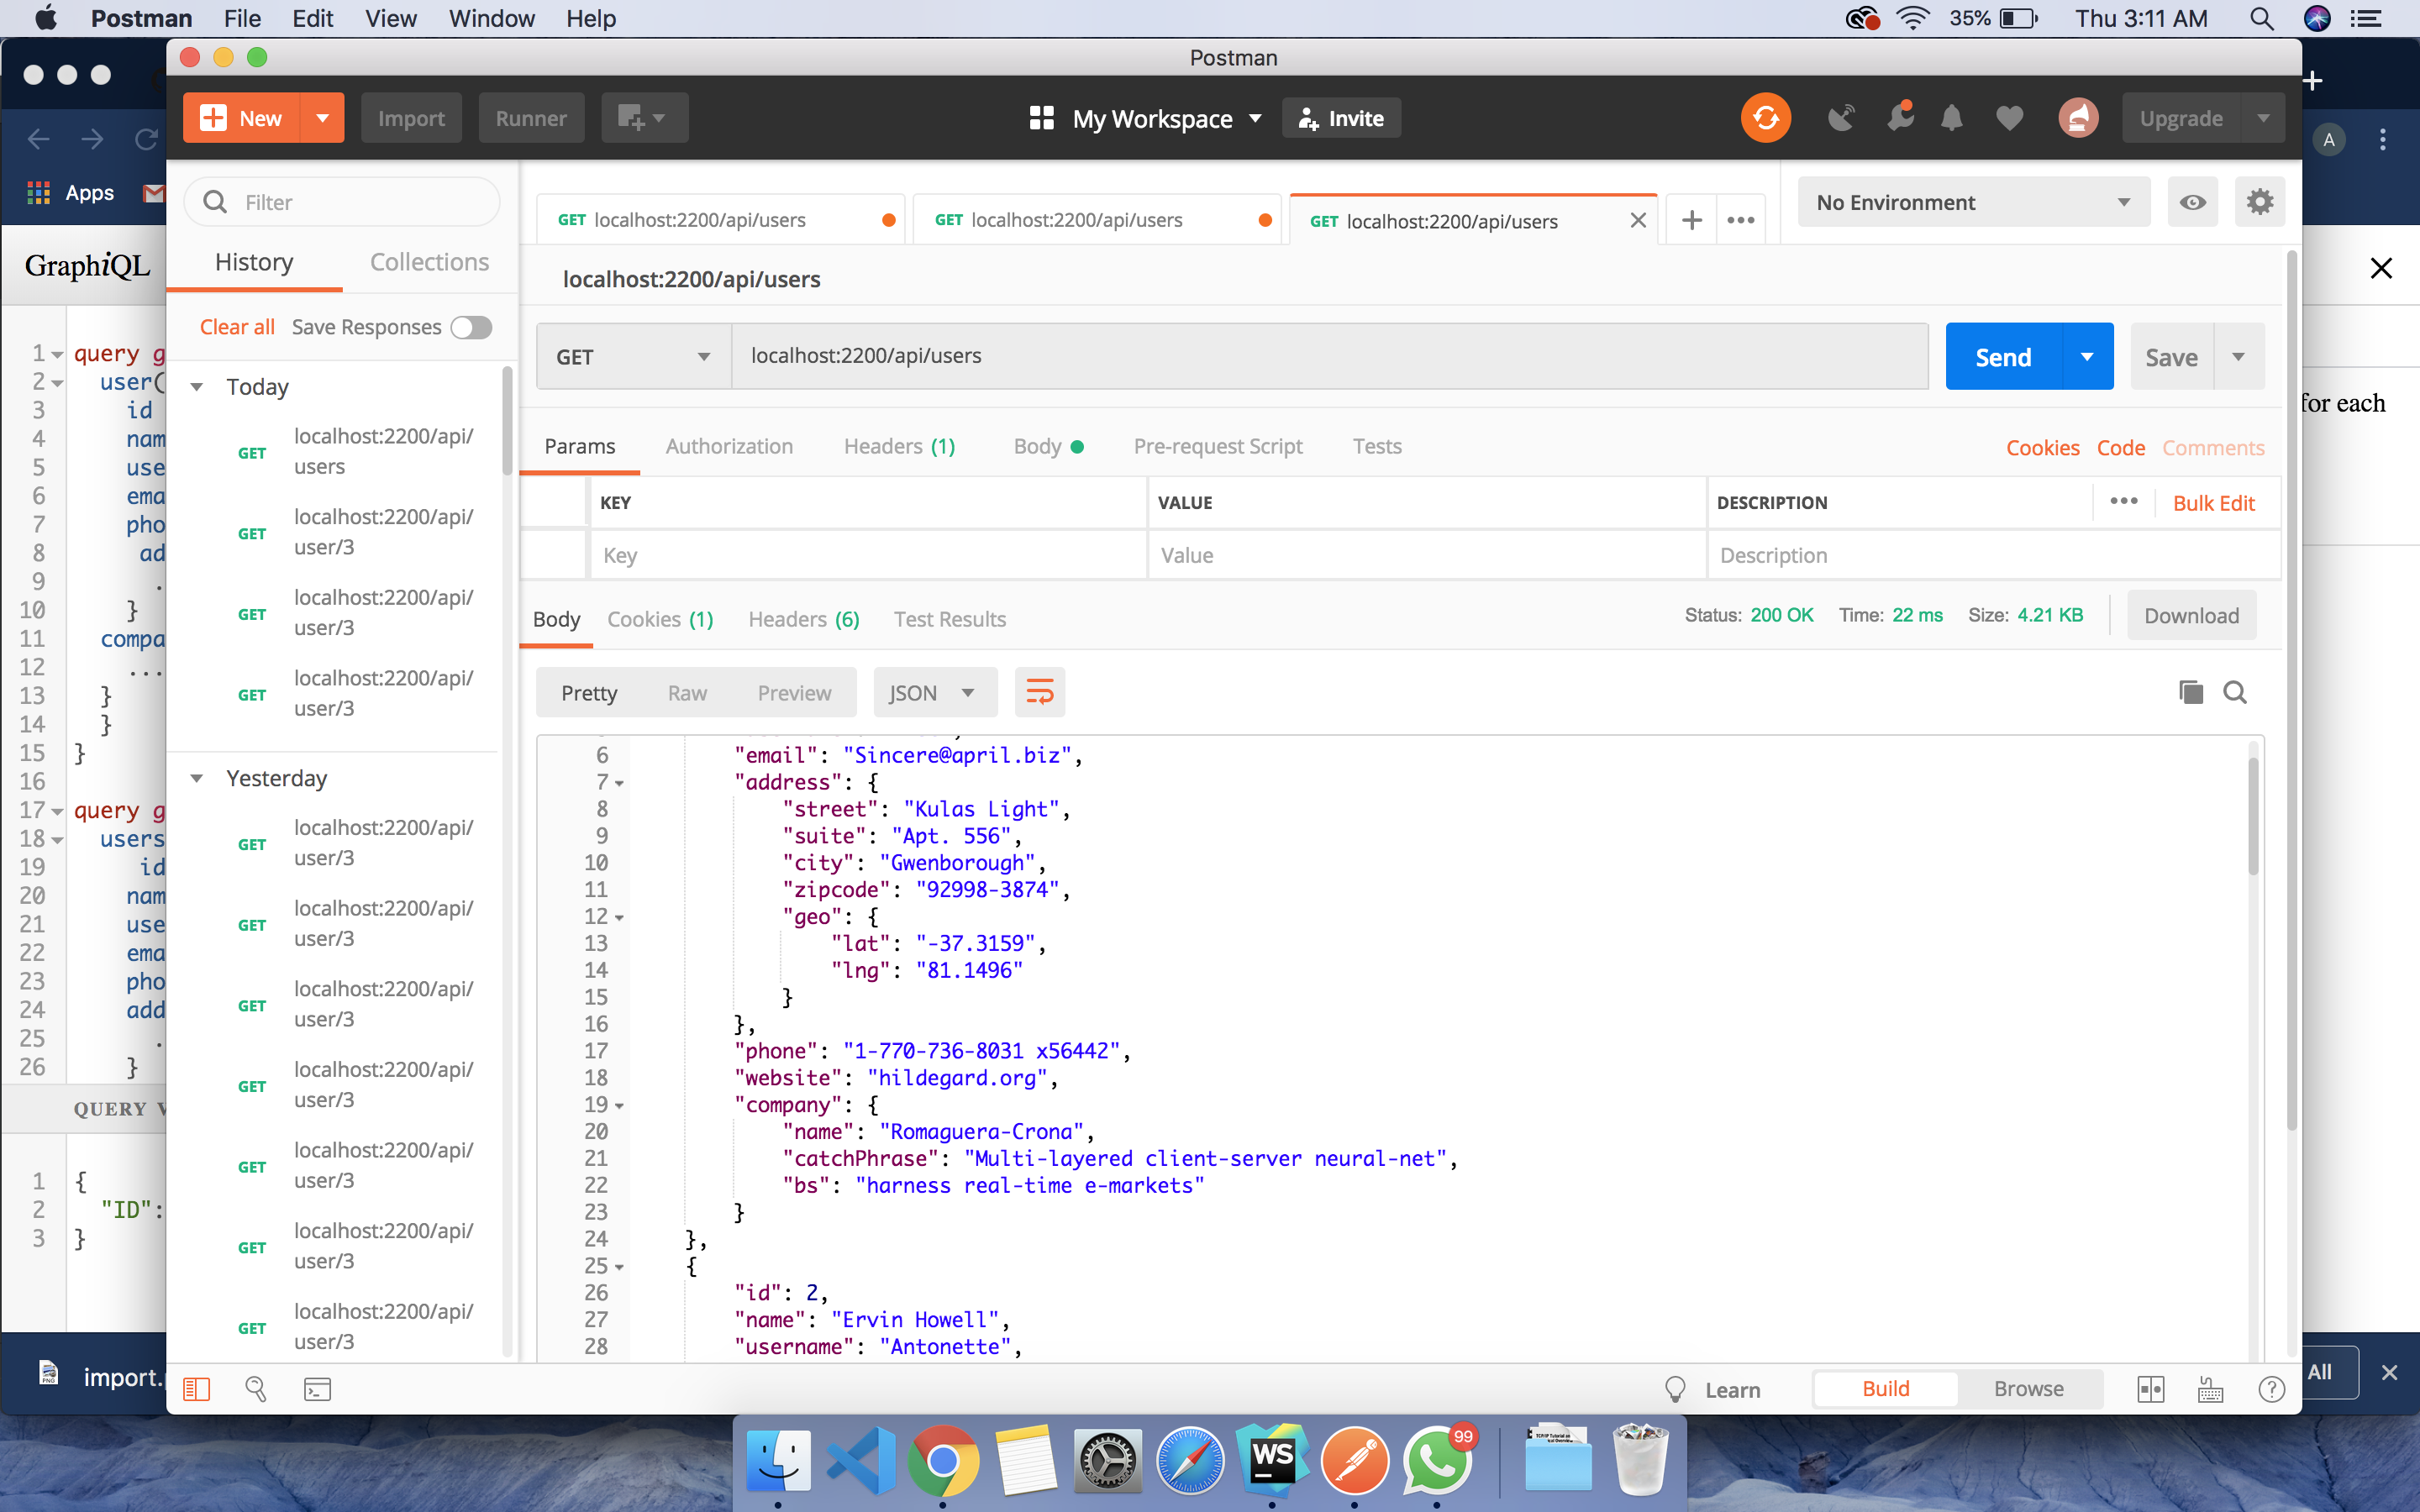 Postman File Edit View Window Help 35% Thu 3:11 AM
Postman
New Import Runner My Workspace Invite Upgrade
A
Apps
Filter
GET localhost:2200/api/users GET localhost:2200/api/users GET localhost:2200/api/users No Environment
GraphiQL
History Collections
localhost:2200/api/users
Clear all Save Responses
GET localhost:2200/api/users Send Save
Today
GET localhost:2200/api/
users
GET localhost:2200/api/
user/3
GET localhost:2200/api/
user/3
GET localhost:2200/api/
user/3
Yesterday
GET localhost:2200/api/
user/3
GET localhost:2200/api/
user/3
GET localhost:2200/api/
user/3
GET localhost:2200/api/
user/3
GET localhost:2200/api/
user/3
GET localhost:2200/api/
user/3
GET localhost:2200/api/
user/3
Params Authorization Headers (1) Body Pre-request Script Tests Cookies Code Comments
KEY VALUE DESCRIPTION Bulk Edit
Key Value Description
Body Cookies (1) Headers (6) Test Results Status: 200 OK Time: 22 ms Size: 4.21 KB Download
Pretty Raw Preview JSON
6 "email": "Sincere@april.biz",
7 "address": {
8 "street": "Kulas Light",
9 "suite": "Apt. 556",
10 "city": "Gwenborough",
11 "zipcode": "92998-3874",
12 "geo": {
13 "lat": "-37.3159",
14 "lng": "81.1496"
15 }
16 },
17 "phone": "1-770-736-8031 x56442",
18 "website": "hildegard.org",
19 "company": {
20 "name": "Romaguera-Crona",
21 "catchPhrase": "Multi-layered client-server neural-net",
22 "bs": "harness real-time e-markets"
23 }
24 },
25 {
26 "id": 2,
27 "name": "Ervin Howell",
28 "username": "Antonette",
1 query g
2 user(
3 id
4 nam
5 use
6 ema
7 pho
8 ad
9 .
10 }
11 compa
12 ...
13 }
14 }
15 }
16
17 query g
18 users
19 id
20 nam
21 use
22 ema
23 pho
24 add
25 .
26 }
QUERY V
1 {
2 "ID":
3 }
for each
import.
Learn Build Browse
All
WS
99